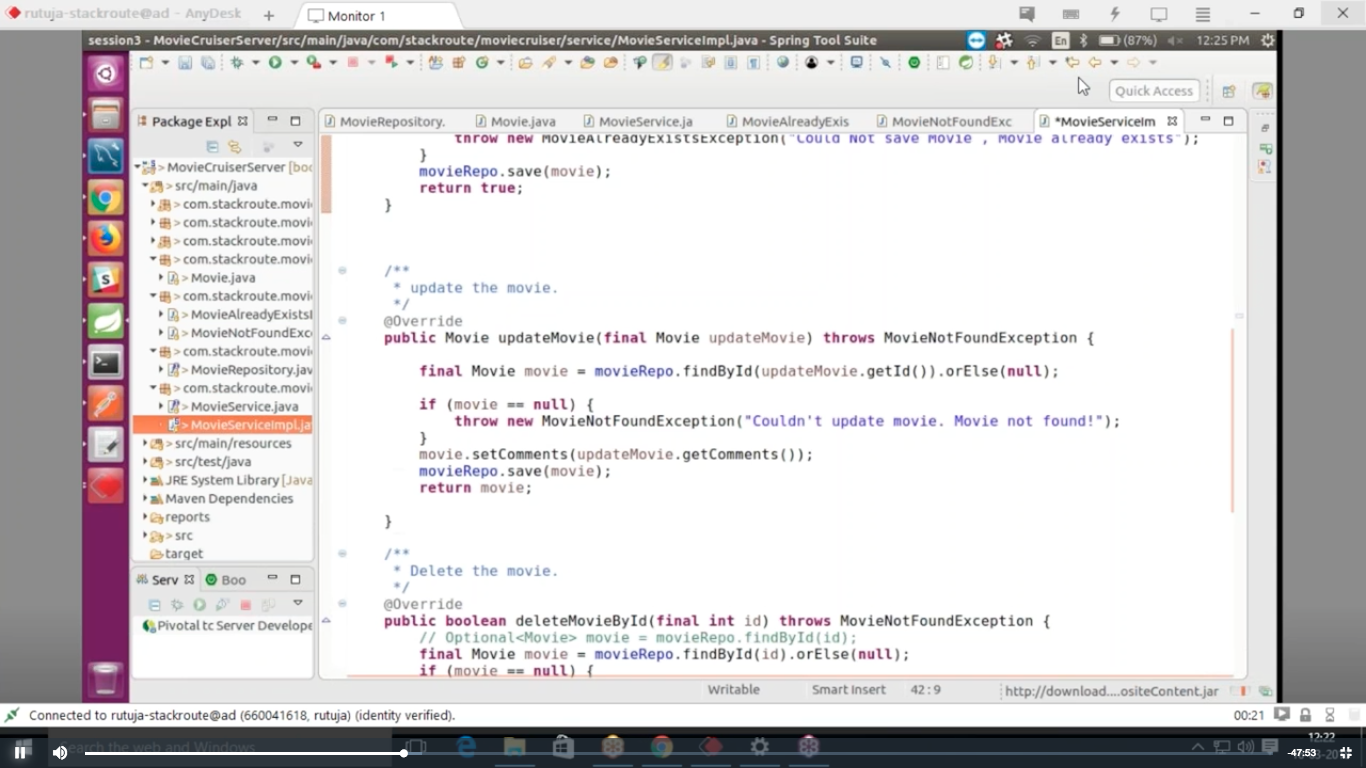 rutuja-stackroute@ad - AnyDesk
Monitor 1
session3 - MovieCruiserServer/src/main/java/com/stackroute/moviecruiser/service/MovieServiceImpl.java - Spring Tool Suite
En (87%) 12:25 PM
Quick Access
Package Expl
MovieRepository. Movie.java MovieService.ja MovieAlreadyExis MovieNotFoundExc *MovieServiceIm
> MovieCruiserServer [boo
> src/main/java
> com.stackroute.movi
> com.stackroute.movi
> com.stackroute.movi
> com.stackroute.movi
> Movie.java
> com.stackroute.movi
> MovieAlreadyExists
> MovieNotFoundExc
> com.stackroute.movi
> MovieRepository.jav
> com.stackroute.movi
> MovieService.java
> MovieServiceImpl.ja
> src/main/resources
> src/test/java
JRE System Library [Java
Maven Dependencies
> reports
> src
target
Serv Boo
Pivotal tc Server Develope
throw new MovieAlreadyExistsException("Could Not save Movie , Movie already exists");
}
movieRepo.save(movie);
return true;
}
/**
* update the movie.
*/
@Override
public Movie updateMovie(final Movie updateMovie) throws MovieNotFoundException {
final Movie movie = movieRepo.findById(updateMovie.getId()).orElse(null);
if (movie == null) {
throw new MovieNotFoundException("Couldn't update movie. Movie not found!");
}
movie.setComments(updateMovie.getComments());
movieRepo.save(movie);
return movie;
}
/**
* Delete the movie.
*/
@Override
public boolean deleteMovieById(final int id) throws MovieNotFoundException {
// Optional<Movie> movie = movieRepo.findById(id);
final Movie movie = movieRepo.findById(id).orElse(null);
if (movie == null) {
Writable Smart Insert 42 : 9 http://download....ositeContent.jar
Connected to rutuja-stackroute@ad (660041618, rutuja) (identity verified).
00:21
Search the web and Windows
12:22
-47:53